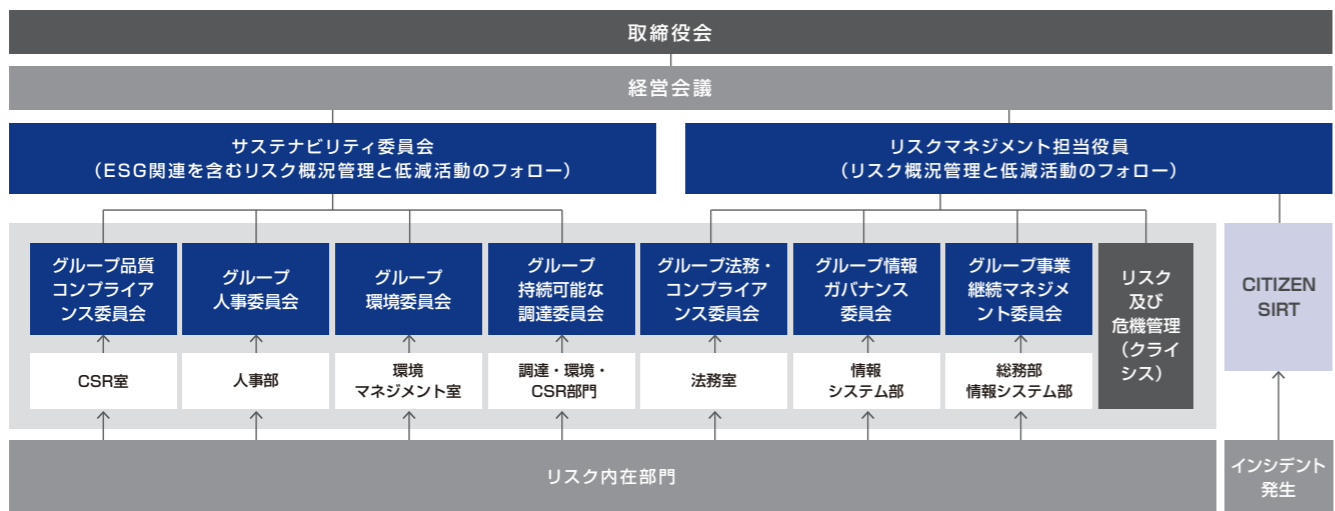 取締役会
経営会議
サステナビリティ委員会
（ESG関連を含むリスク概況管理と低減活動のフォロー）
リスクマネジメント担当役員
（リスク概況管理と低減活動のフォロー）
グループ品質
コンプライア
ンス委員会
グループ
人事委員会
グループ
環境委員会
グループ
持続可能な
調達委員会
グループ法務・
コンプライア
ンス委員会
グループ情報
ガバナンス
委員会
グループ事業
継続マネジメ
ント委員会
リスク
及び
危機管理
（クライ
シス）
CITIZEN
SIRT
CSR室
人事部
環境
マネジメント室
調達・環境・
CSR部門
法務室
情報
システム部
総務部
情報システム部
リスク内在部門
インシデント
発生